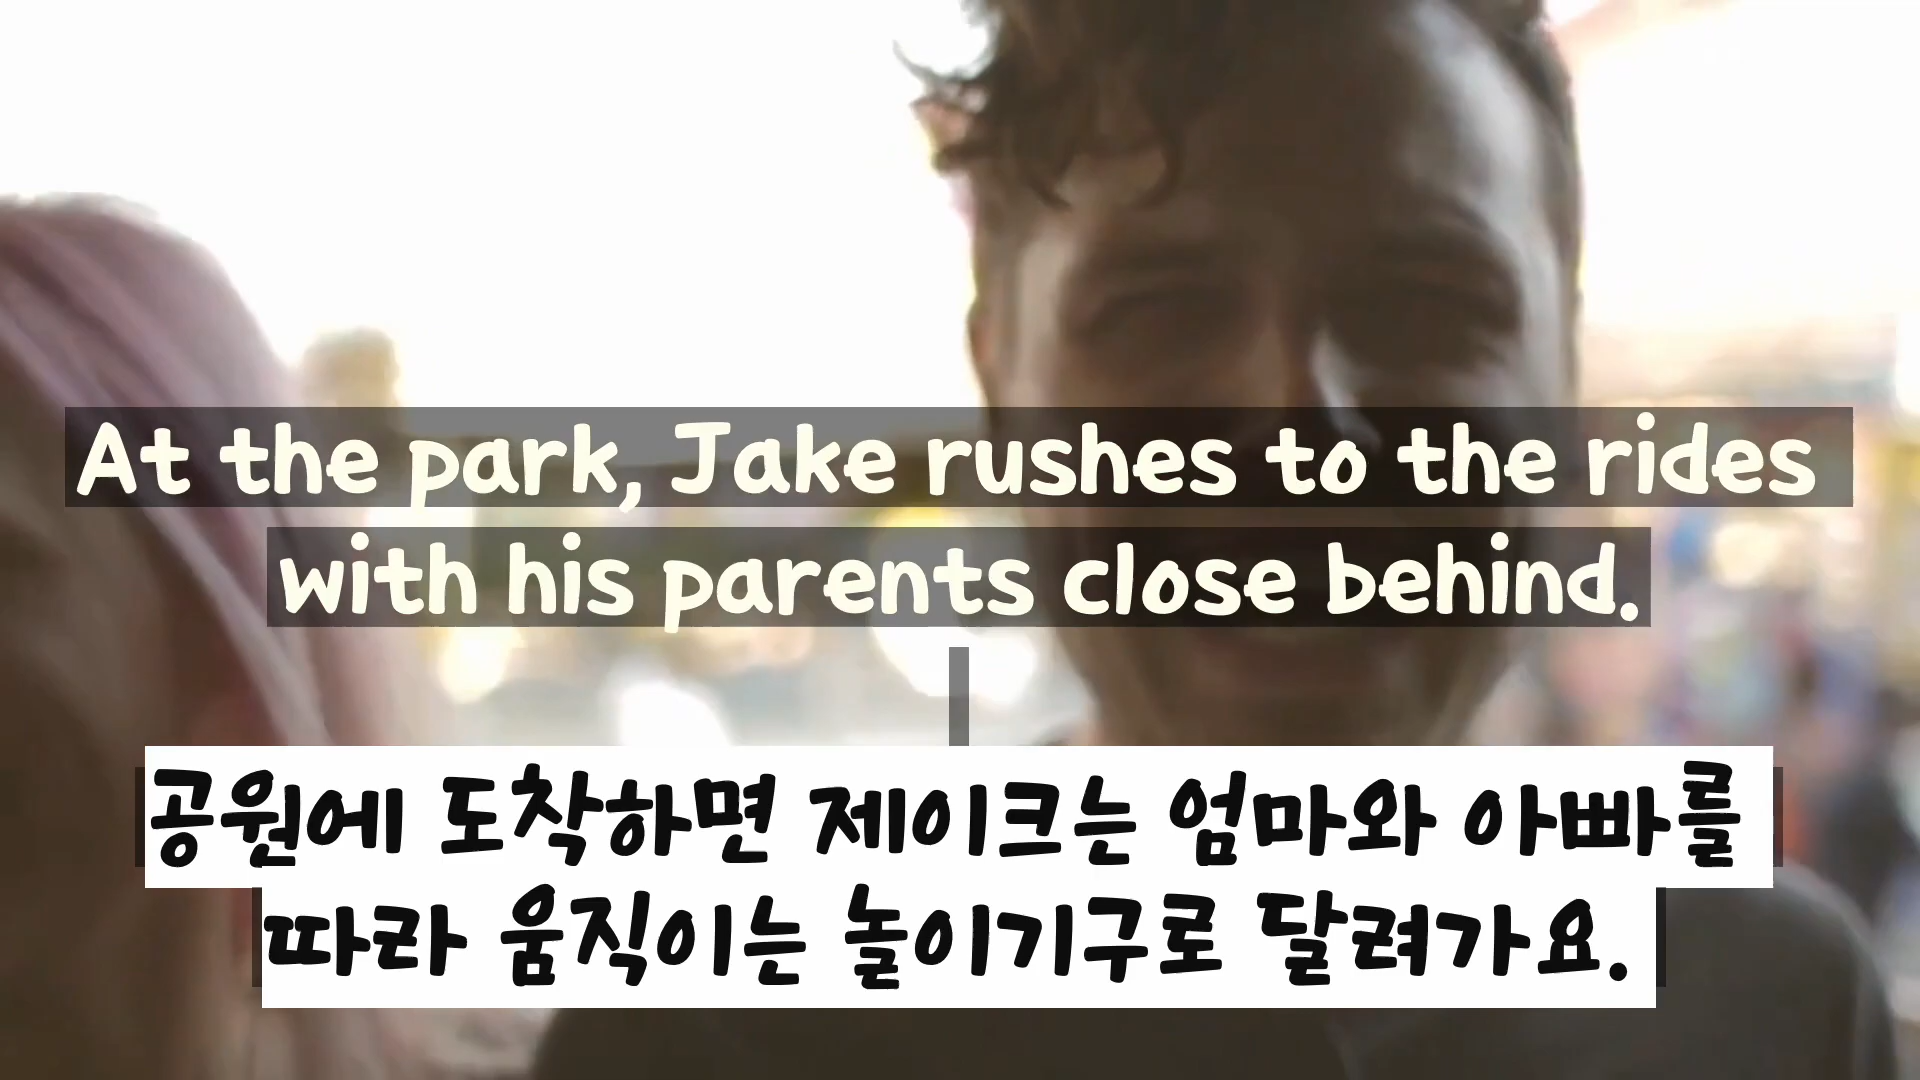 At the park, Jake rushes to the rides
with his parents close behind.
공원에 도착하면 제이크는 엄마와 아빠를
따라 움직이는 놀이기구로 달려가요.